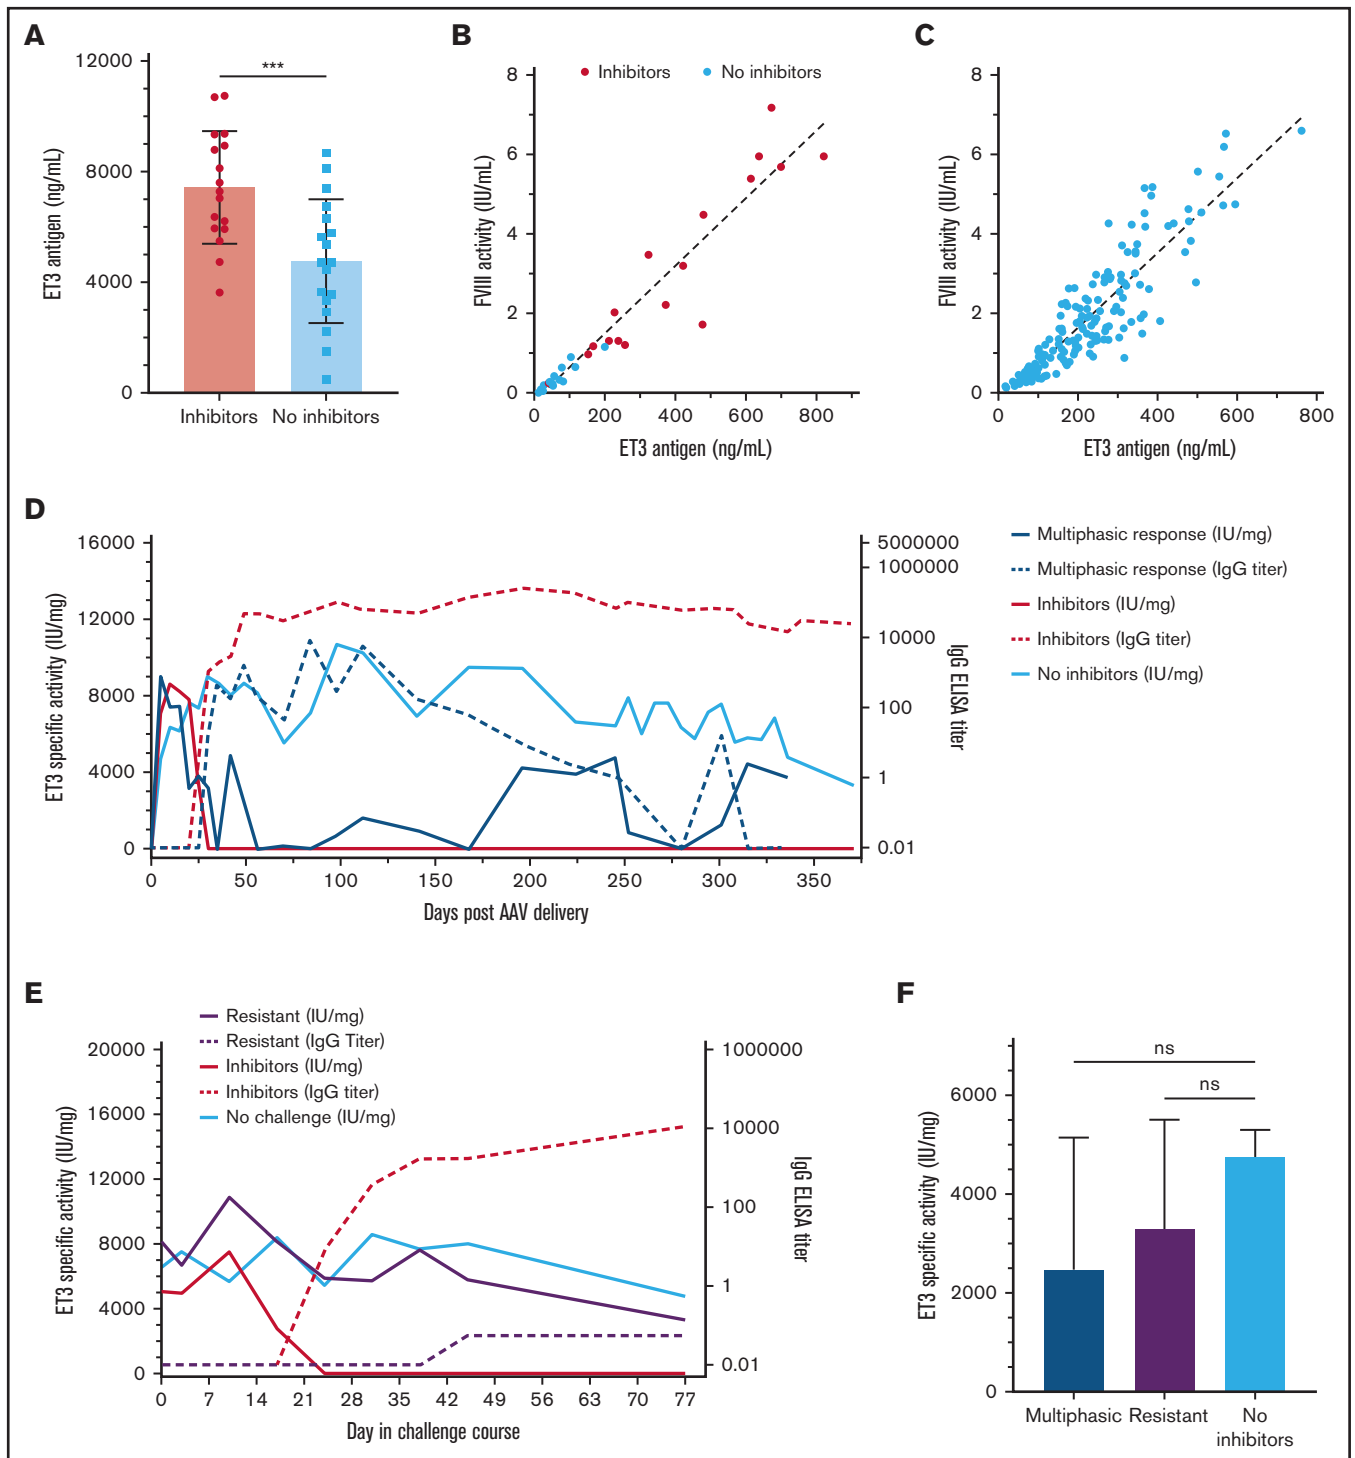 A
12000
8000
4000
0
ET3 antigen (ng/mL)
***
Inhibitors
No inhibitors
B
Inhibitors
No inhibitors
8
6
4
2
0
FVIII activity (IU/mL)
0
200
400
600
800
ET3 antigen (ng/mL)
C
8
6
4
2
0
FVIII activity (IU/mL)
0
200
400
600
800
ET3 antigen (ng/mL)
D
16000
12000
8000
4000
0
ET3 specific activity (IU/mg)
5000000
1000000
10000
100
1
0.01
IgG ELISA titer
0
50
100
150
200
250
300
350
Days post AAV delivery
Multiphasic response (IU/mg)
Multiphasic response (IgG titer)
Inhibitors (IU/mg)
Inhibitors (IgG titer)
No inhibitors (IU/mg)
E
Resistant (IU/mg)
Resistant (IgG Titer)
Inhibitors (IU/mg)
Inhibitors (IgG titer)
No challenge (IU/mg)
20000
16000
12000
8000
4000
0
ET3 specific activity (IU/mg)
1000000
10000
100
1
0.01
IgG ELISA titer
0
7
14
21
28
35
42
49
56
63
70
77
Day in challenge course
F
6000
4000
2000
0
ET3 specific activity (IU/mg)
ns
ns
Multiphasic
Resistant
No
inhibitors